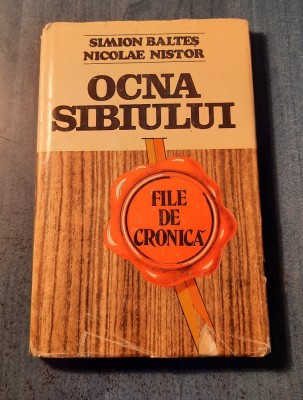 SIMION BALTEȘ
NICOLAE NISTOR
OCNA
SIBIULUI
FILE
DE
CRONICĂ